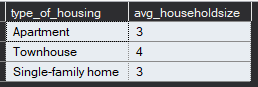 type_of_housing avg_householdsize
Apartment 3
Townhouse 4
Single-family home 3